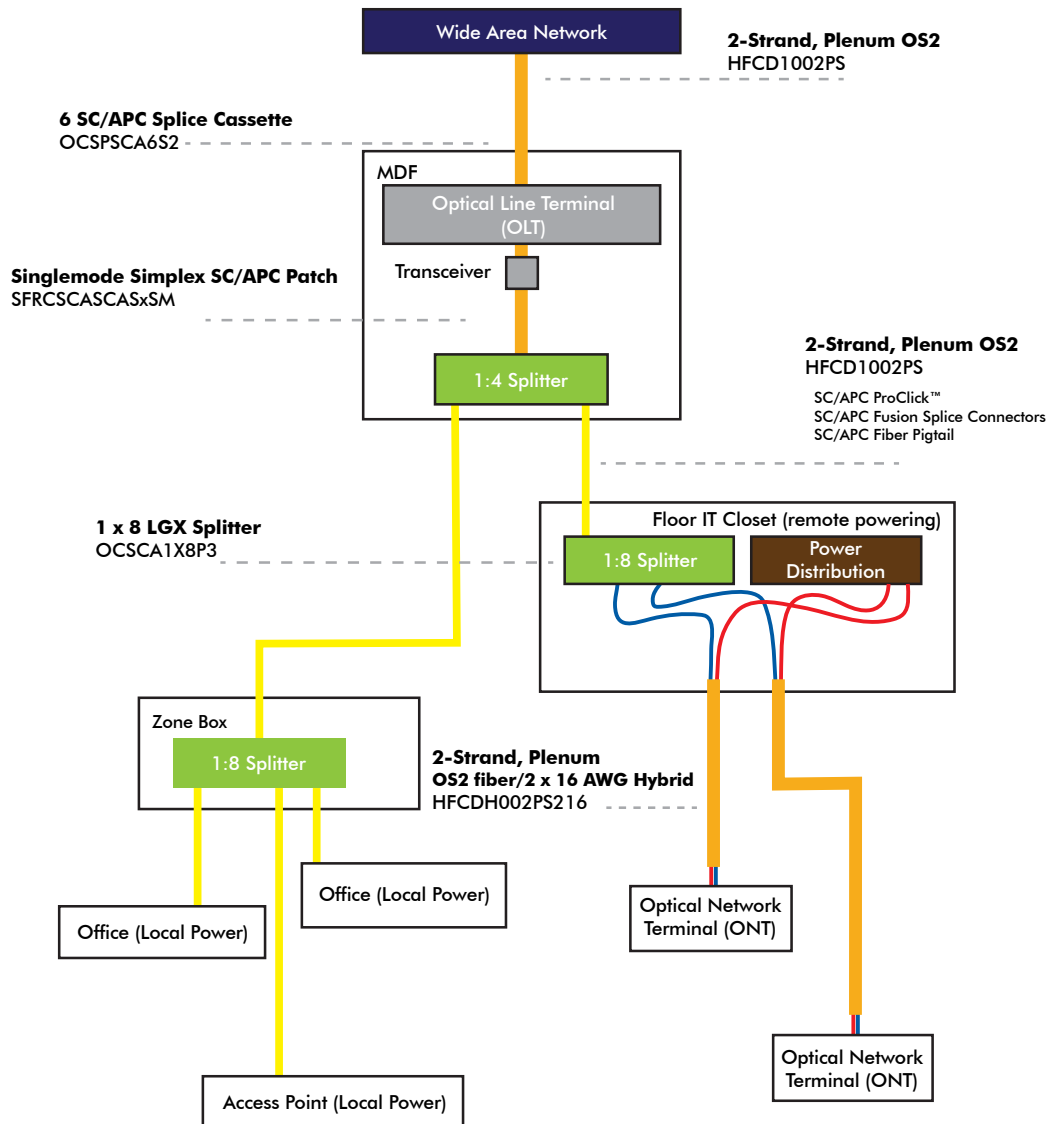 Wide Area Network
2-Strand, Plenum OS2
HFCD1002PS
6 SC/APC Splice Cassette
OCSPSCA6S2
MDF
Optical Line Terminal
(OLT)
Transceiver
Singlemode Simplex SC/APC Patch
SFRCSCASCASxSM
1:4 Splitter
2-Strand, Plenum OS2
HFCD1002PS
SC/APC ProClick™
SC/APC Fusion Splice Connectors
SC/APC Fiber Pigtail
1 x 8 LGX Splitter
OCSCA1X8P3
Floor IT Closet (remote powering)
1:8 Splitter
Power
Distribution
Zone Box
1:8 Splitter
2-Strand, Plenum
OS2 fiber/2 x 16 AWG Hybrid
HFCDH002PS216
Office (Local Power)
Office (Local Power)
Optical Network
Terminal (ONT)
Optical Network
Terminal (ONT)
Access Point (Local Power)